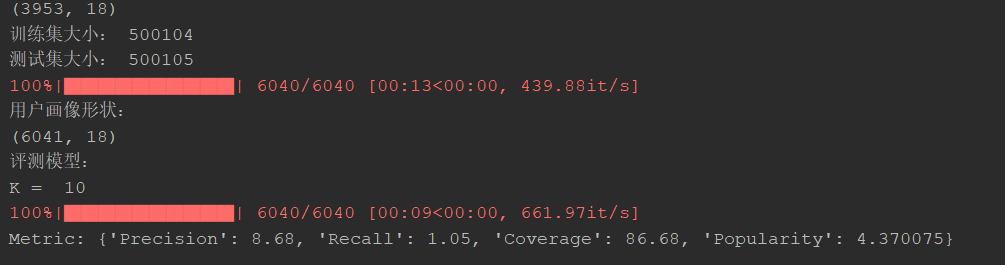 (3953, 18)
训练集大小： 500104
测试集大小： 500105
100%|████████████████| 6040/6040 [00:13<00:00, 439.88it/s]
用户画像形状：
(6041, 18)
评测模型：
K =  10
100%|████████████████| 6040/6040 [00:09<00:00, 661.97it/s]
Metric: {'Precision': 8.68, 'Recall': 1.05, 'Coverage': 86.68, 'Popularity': 4.370075}